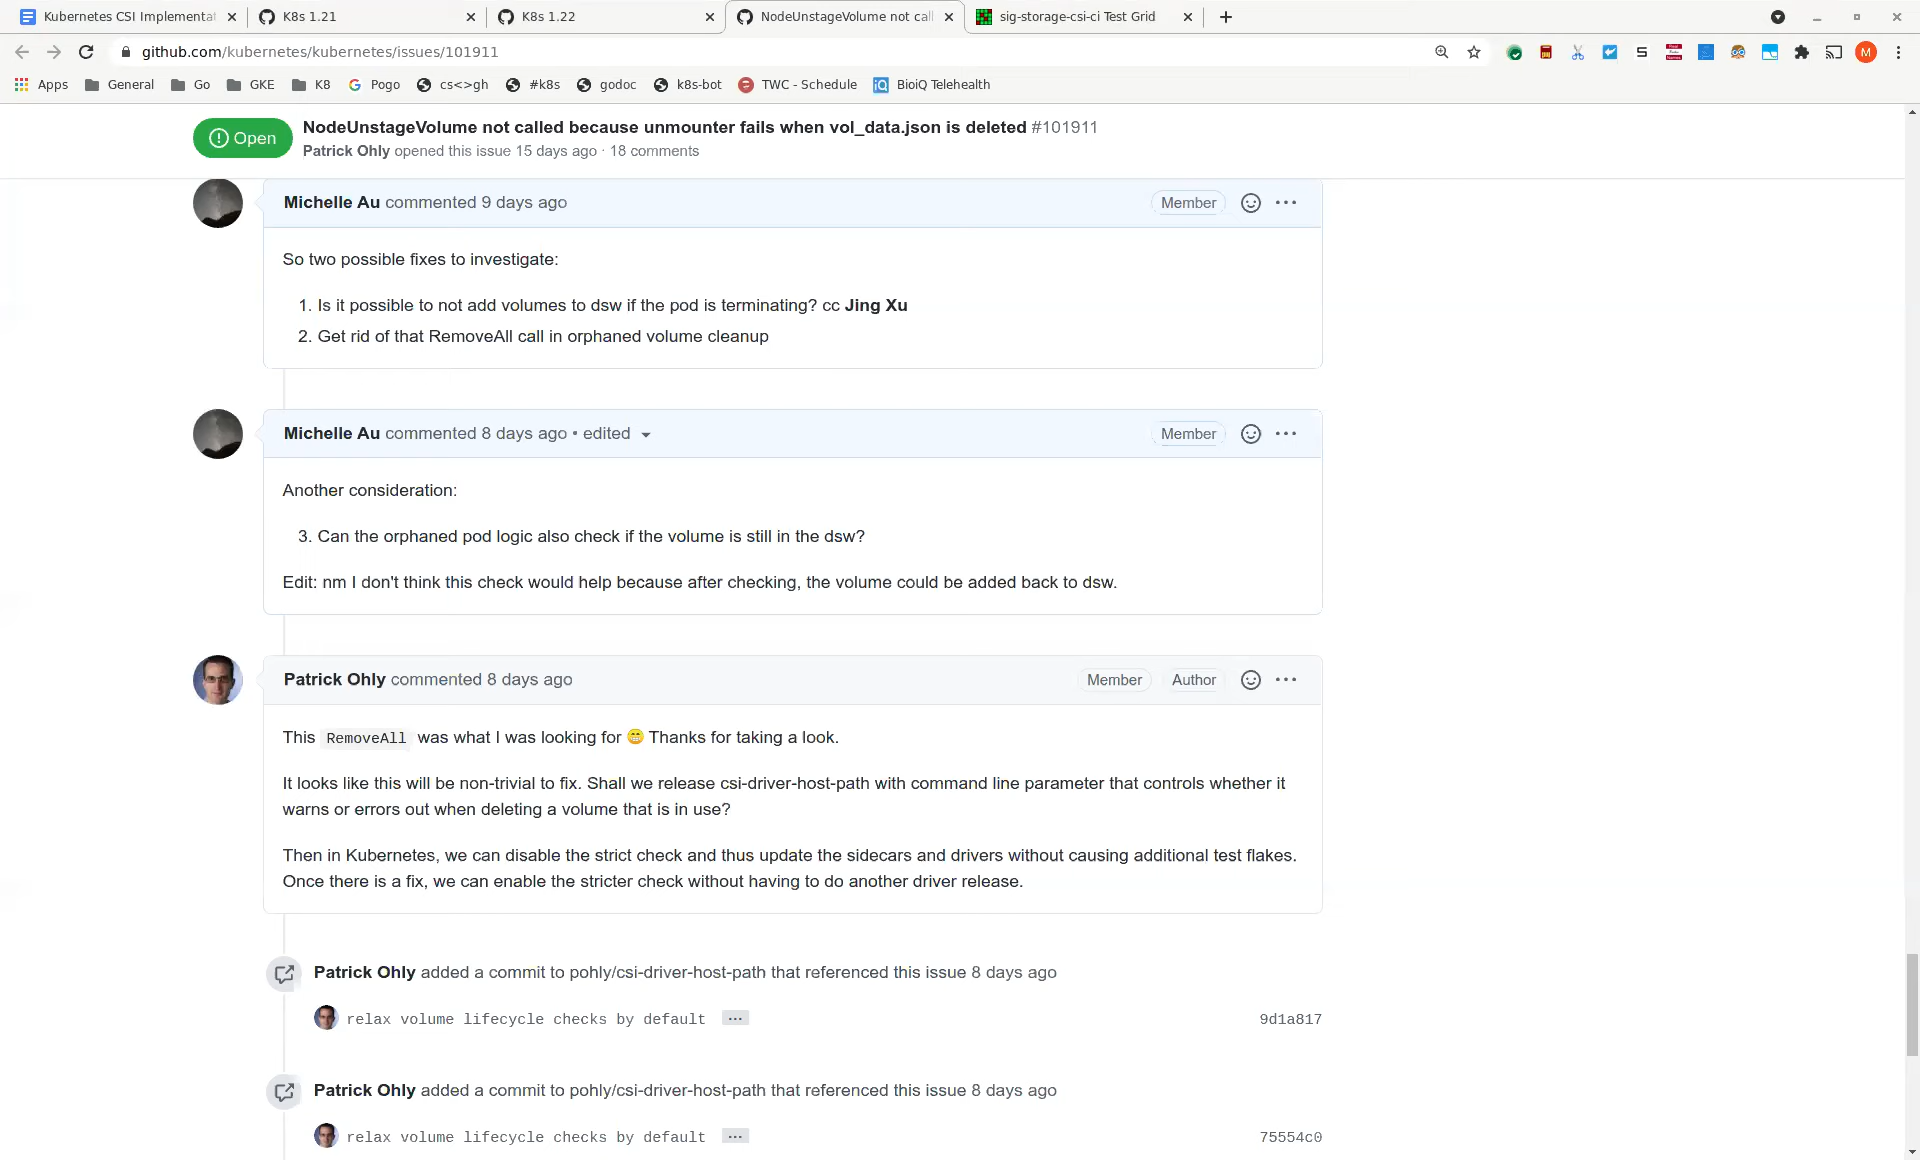 Kubernetes CSI Implementat
K8s 1.21
K8s 1.22
NodeUnstageVolume not call
sig-storage-csi-ci Test Grid
github.com/kubernetes/kubernetes/issues/101911
M
Apps
General
Go
GKE
K8
Pogo
cs<>gh
#k8s
godoc
k8s-bot
TWC - Schedule
BioiQ Telehealth
Open
NodeUnstageVolume not called because unmounter fails when vol_data.json is deleted #101911
Patrick Ohly opened this issue 15 days ago · 18 comments
Michelle Au commented 9 days ago
Member
So two possible fixes to investigate:
1. Is it possible to not add volumes to dsw if the pod is terminating? cc Jing Xu
2. Get rid of that RemoveAll call in orphaned volume cleanup
Michelle Au commented 8 days ago • edited
Member
Another consideration:
3. Can the orphaned pod logic also check if the volume is still in the dsw?
Edit: nm I don't think this check would help because after checking, the volume could be added back to dsw.
Patrick Ohly commented 8 days ago
Member
Author
This RemoveAll was what I was looking for 😁 Thanks for taking a look.
It looks like this will be non-trivial to fix. Shall we release csi-driver-host-path with command line parameter that controls whether it
warns or errors out when deleting a volume that is in use?
Then in Kubernetes, we can disable the strict check and thus update the sidecars and drivers without causing additional test flakes.
Once there is a fix, we can enable the stricter check without having to do another driver release.
Patrick Ohly added a commit to pohly/csi-driver-host-path that referenced this issue 8 days ago
relax volume lifecycle checks by default ...
9d1a817
Patrick Ohly added a commit to pohly/csi-driver-host-path that referenced this issue 8 days ago
relax volume lifecycle checks by default ...
75554c0